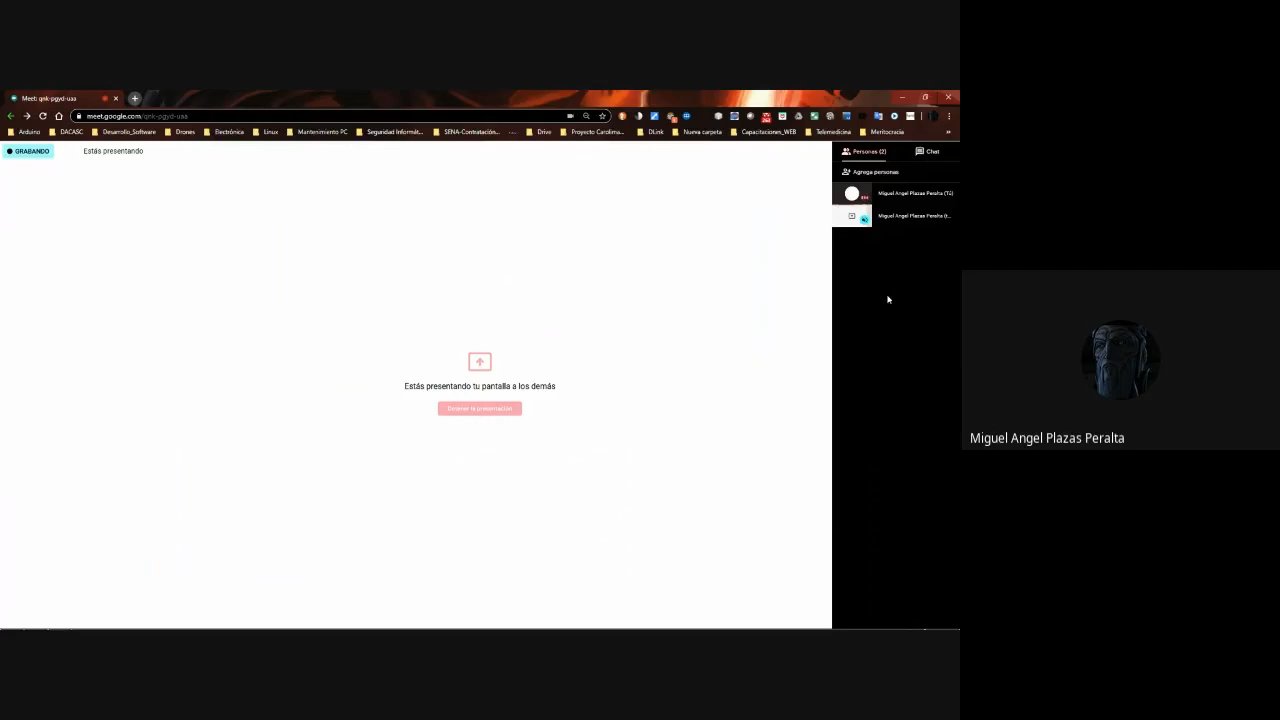 Meet: qnk-pgyd-uaa
meet.google.com/qnk-pgyd-uaa
Arduino DACASC Desarrollo_Software Drones Electrónica Linux Mantenimiento PC Seguridad Informát... SENA-Contratación... Drive Proyecto Carolima... DLink Nueva carpeta Capacitaciones_WEB Telemedicina Meritocracia »
GRABANDO Estás presentando
Personas (2) Chat
Agrega personas
Miguel Angel Plazas Peralta (Tú)
Miguel Angel Plazas Peralta (t...
Estás presentando tu pantalla a los demás
Detener la presentación
Miguel Angel Plazas Peralta